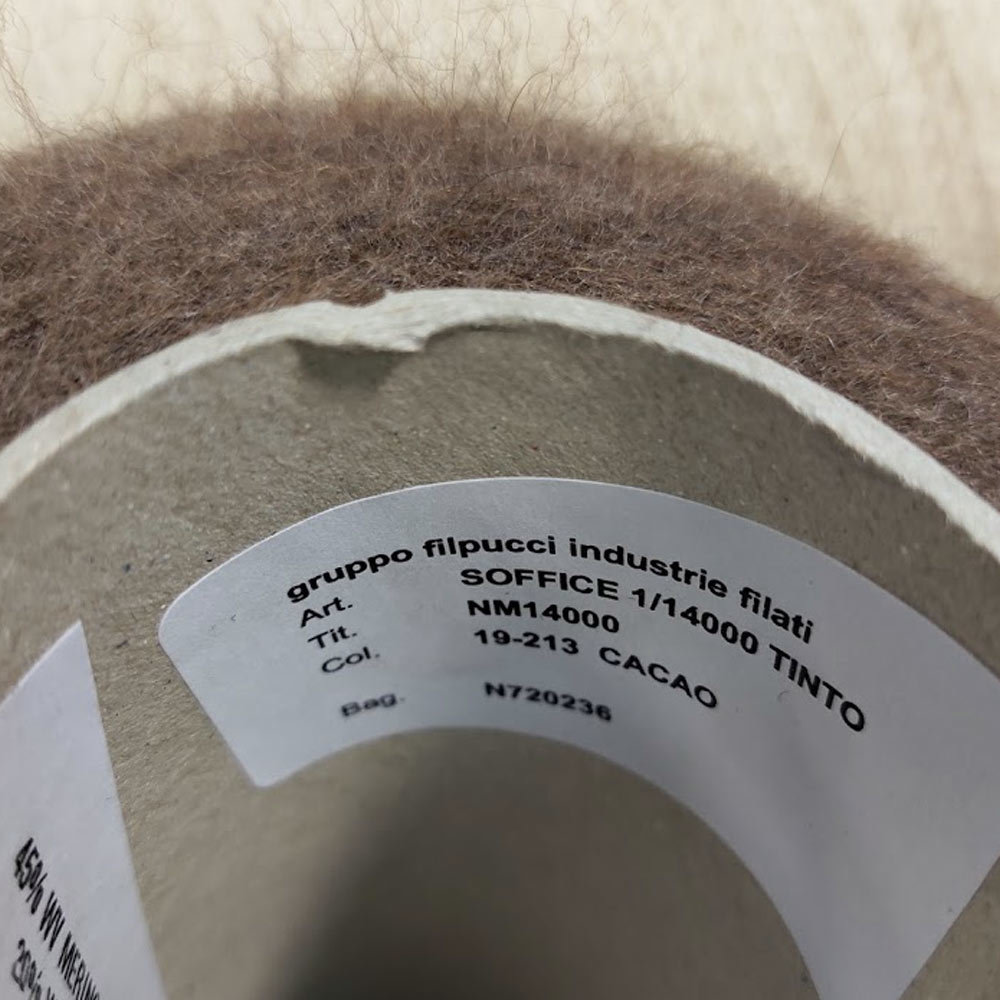 gruppo filpucci industrie filati
Art. SOFFICE 1/14000 TINTO
Tit. NM14000
Col. 19-213 CACAO
Bag. N720236
45% WV MERINO
20%